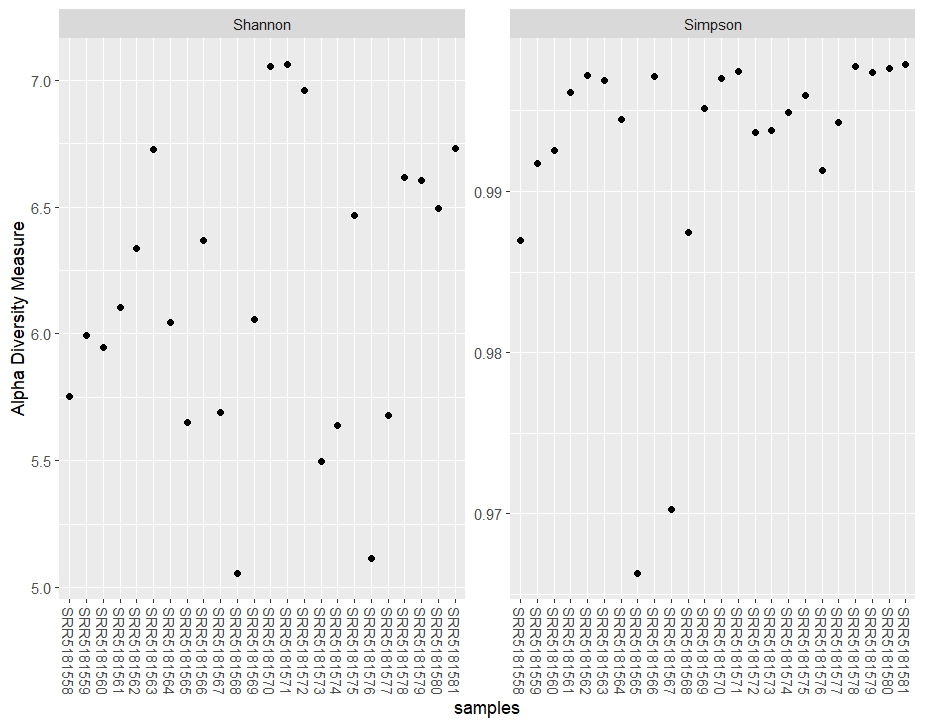 Shannon
Simpson
Alpha Diversity Measure
7.0
6.5
6.0
5.5
5.0
0.99
0.98
0.97
SRR5181558
SRR5181559
SRR5181560
SRR5181561
SRR5181562
SRR5181563
SRR5181564
SRR5181565
SRR5181566
SRR5181567
SRR5181568
SRR5181569
SRR5181570
SRR5181571
SRR5181572
SRR5181573
SRR5181574
SRR5181575
SRR5181576
SRR5181577
SRR5181578
SRR5181579
SRR5181580
SRR5181581
SRR5181558
SRR5181559
SRR5181560
SRR5181561
SRR5181562
SRR5181563
SRR5181564
SRR5181565
SRR5181566
SRR5181567
SRR5181568
SRR5181569
SRR5181570
SRR5181571
SRR5181572
SRR5181573
SRR5181574
SRR5181575
SRR5181576
SRR5181577
SRR5181578
SRR5181579
SRR5181580
SRR5181581
samples